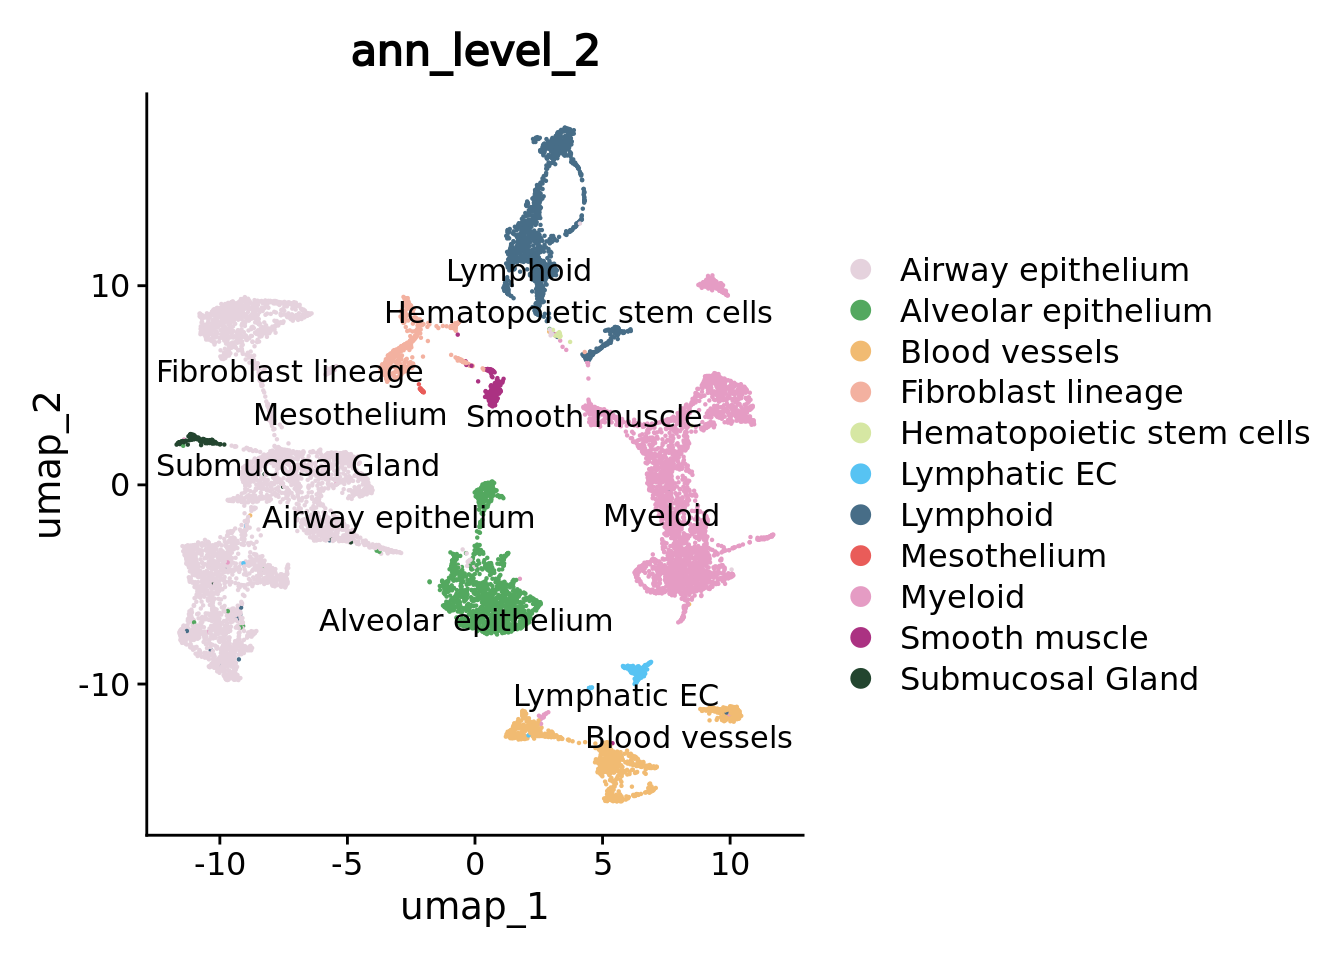 ann_level_2
umap_2
10
0
-10
Lymphoid
Hematopoietic stem cells
Fibroblast lineage
Mesothelium
Smooth muscle
Submucosal Gland
Airway epithelium
Myeloid
Alveolar epithelium
Lymphatic EC
Blood vessels
-10
-5
0
5
10
umap_1
Airway epithelium
Alveolar epithelium
Blood vessels
Fibroblast lineage
Hematopoietic stem cells
Lymphatic EC
Lymphoid
Mesothelium
Myeloid
Smooth muscle
Submucosal Gland